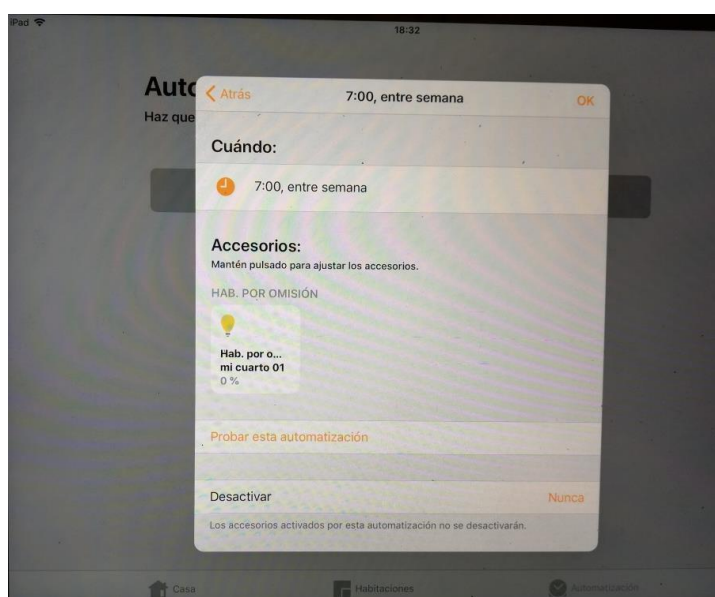 iPad
18:32
Auto
Haz que
Atrás
7:00, entre semana
OK
Cuándo:
7:00, entre semana
Accesorios:
Mantén pulsado para ajustar los accesorios.
HAB. POR OMISIÓN
Hab. por o...
mi cuarto 01
0 %
Probar esta automatización
Desactivar
Nunca
Los accesorios activados por esta automatización no se desactivarán.
Casa
Habitaciones
Automatización